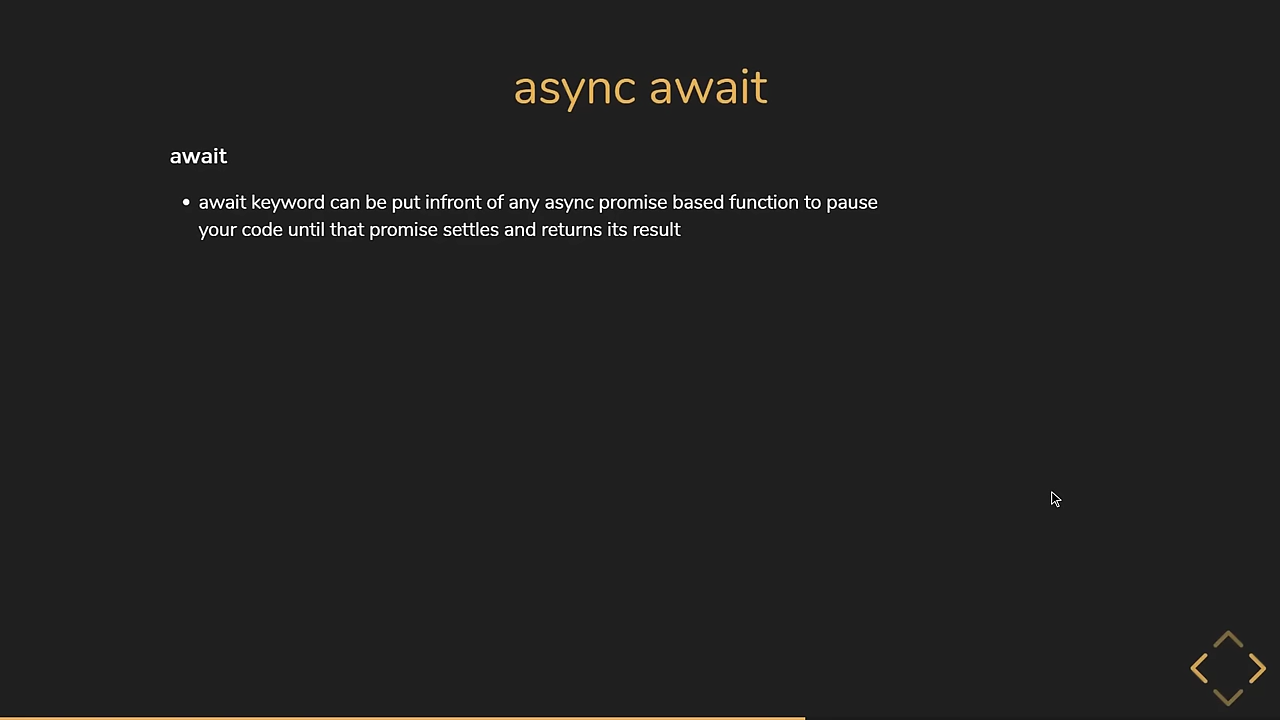 async await
await
• await keyword can be put infront of any async promise based function to pause
your code until that promise settles and returns its result